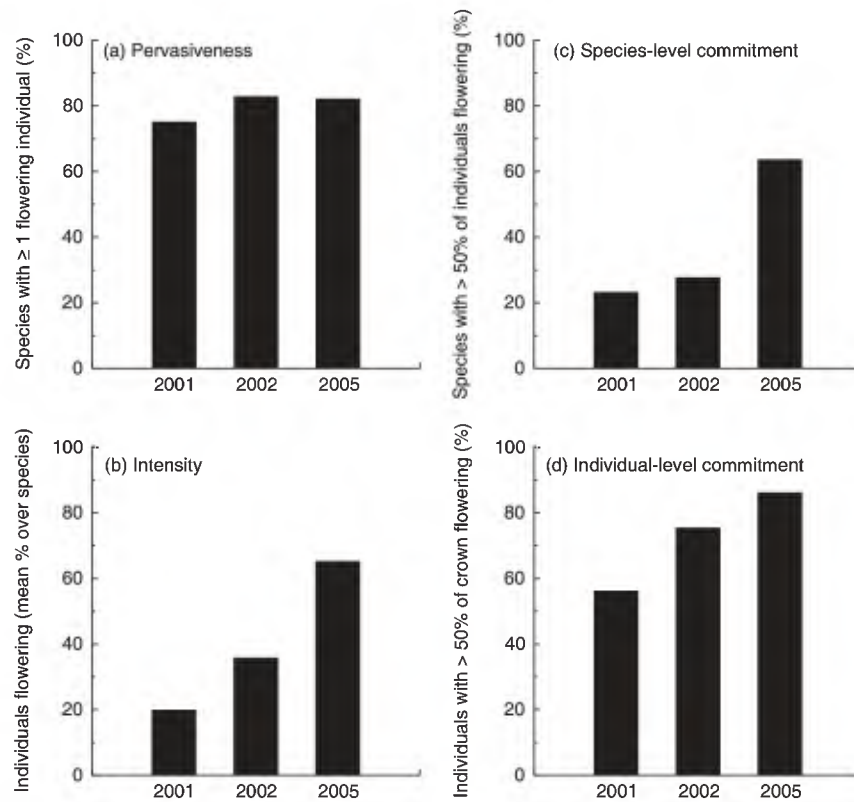 (a) Pervasiveness
Species with ≥ 1 flowering individual (%)
100
80
60
40
20
0
2001 2002 2005
(c) Species-level commitment
Species with > 50% of individuals flowering (%)
100
80
60
40
20
0
2001 2002 2005
(b) Intensity
Individuals flowering (mean % over species)
100
80
60
40
20
0
2001 2002 2005
(d) Individual-level commitment
Individuals with > 50% of crown flowering (%)
100
80
60
40
20
0
2001 2002 2005